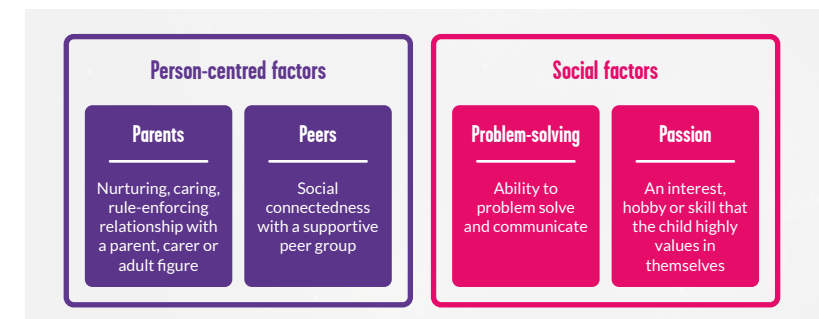 Person-centred factors
Parents
Nurturing, caring,
rule-enforcing
relationship with
a parent, carer or
adult figure
Peers
Social
connectedness
with a supportive
peer group
Social factors
Problem-solving
Ability to
problem solve
and communicate
Passion
An interest,
hobby or skill that
the child highly
values in
themselves